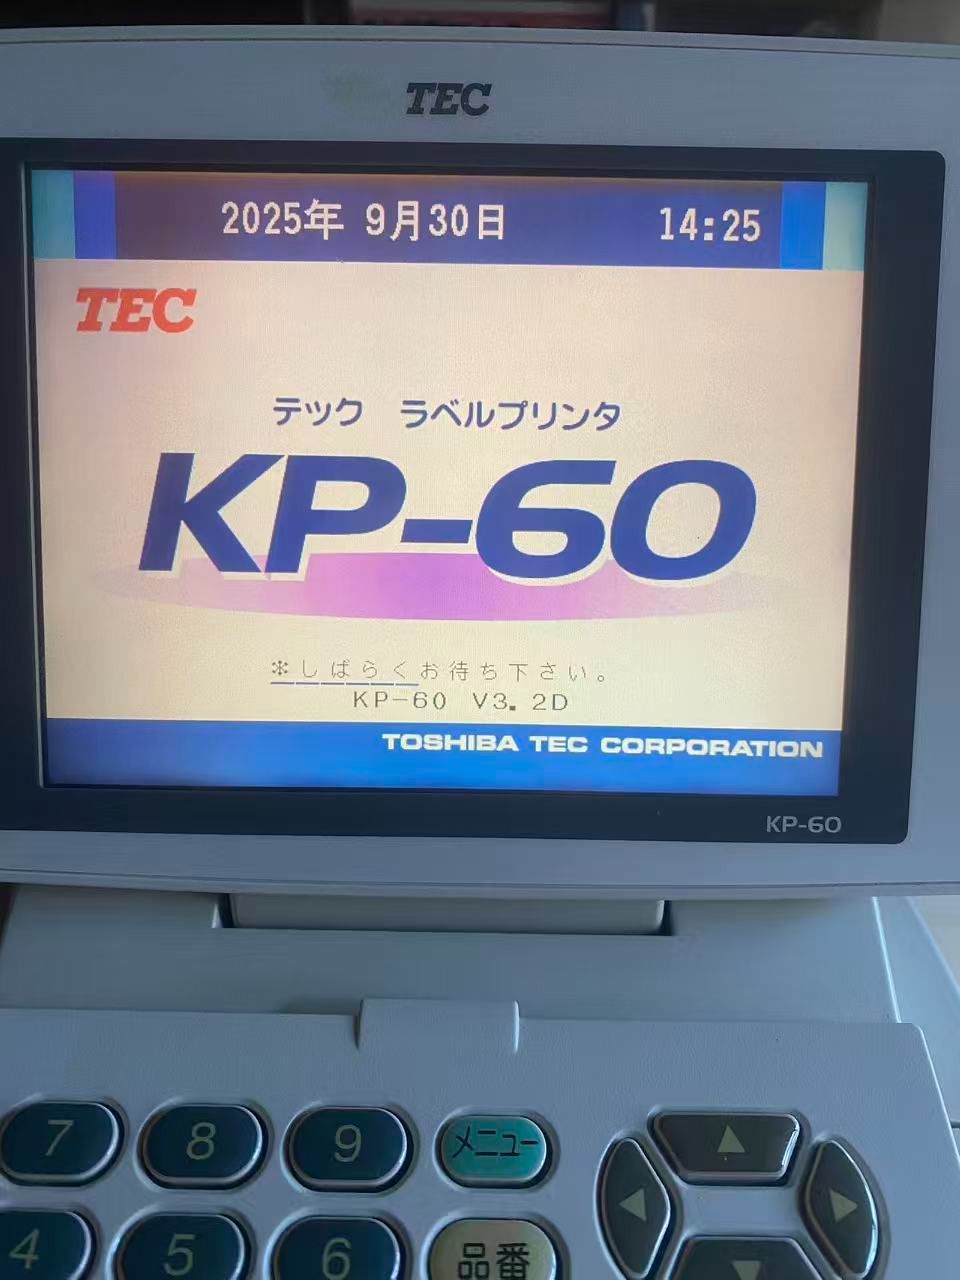 TEC
2025年 9月30日 14:25
TEC
テック ラベルプリンタ
KP-60
※しばらくお待ち下さい。
KP-60 V3.2D
TOSHIBA TEC CORPORATION
KP-60
7 8 9 メニュー ▲
◀ ▶
4 5 6 品番 ▼